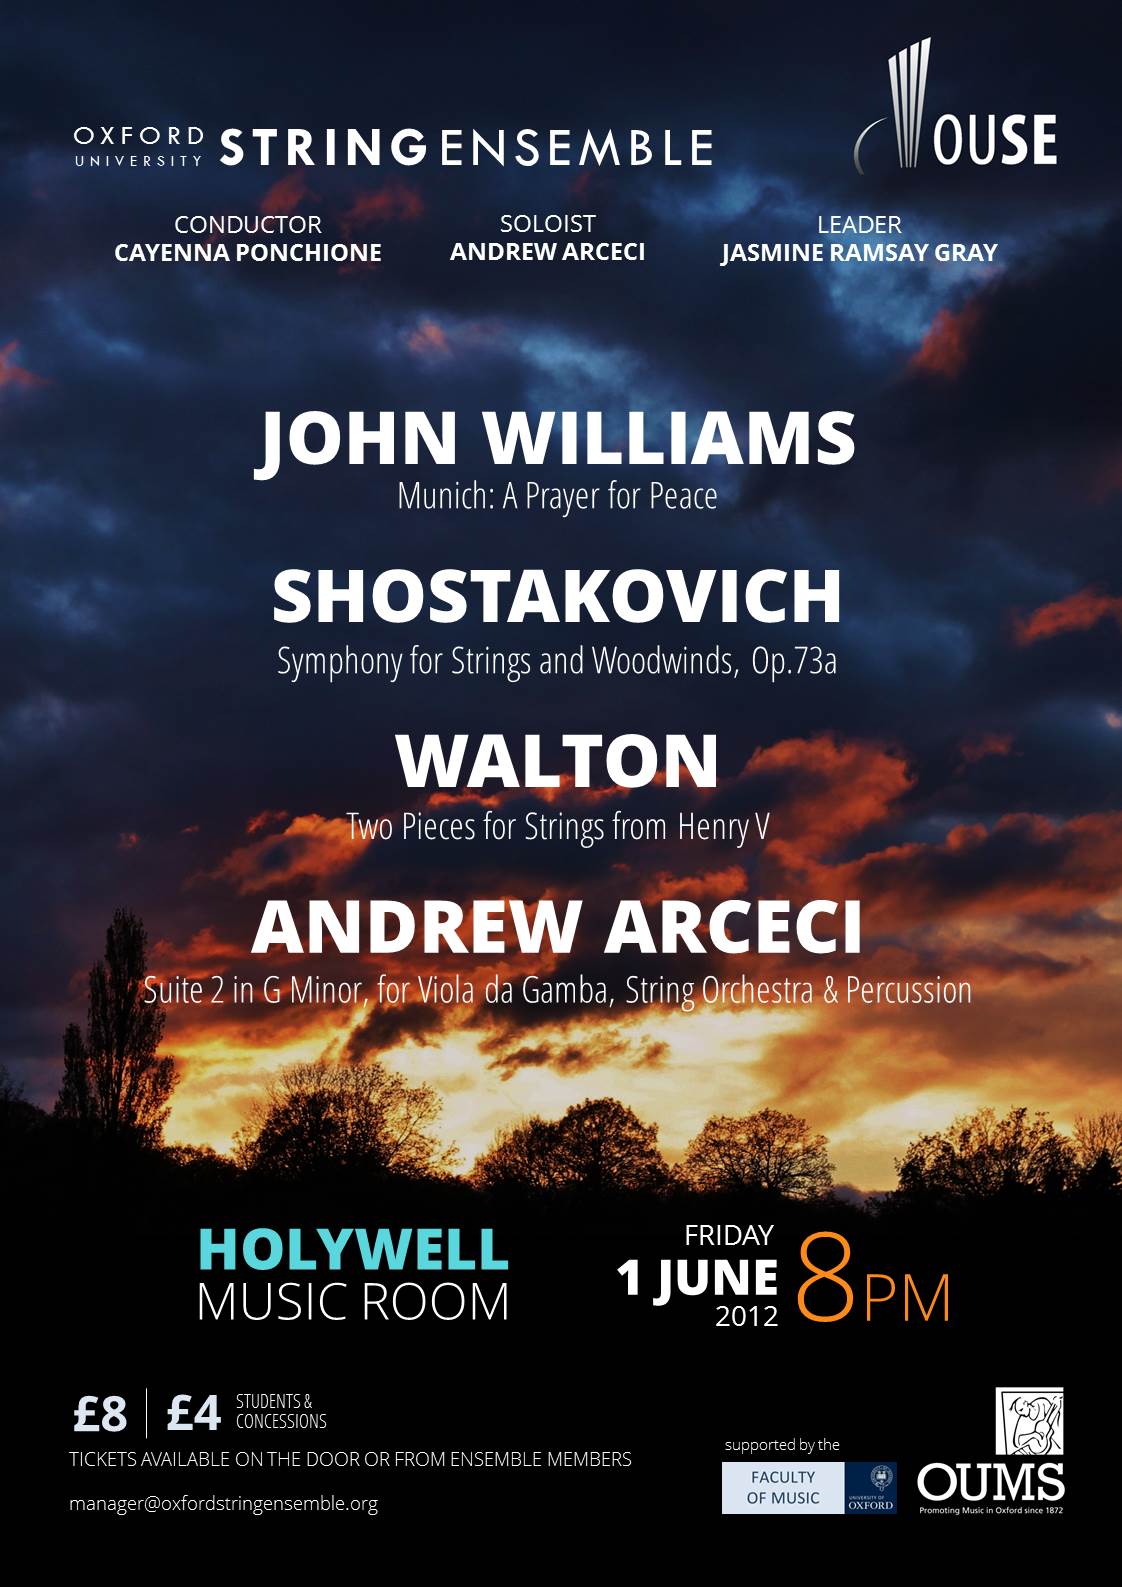 OXFORD
UNIVERSITY
STRINGENSEMBLE
OUSE
CONDUCTOR
CAYENNA PONCHIONE
SOLOIST
ANDREW ARCECI
LEADER
JASMINE RAMSAY GRAY
JOHN WILLIAMS
Munich: A Prayer for Peace
SHOSTAKOVICH
Symphony for Strings and Woodwinds, Op.73a
WALTON
Two Pieces for Strings from Henry V
ANDREW ARCECI
Suite 2 in G Minor, for Viola da Gamba, String Orchestra & Percussion
HOLYWELL
MUSIC ROOM
FRIDAY
1 JUNE
2012
8PM
£8
£4
STUDENTS &
CONCESSIONS
TICKETS AVAILABLE ON THE DOOR OR FROM ENSEMBLE MEMBERS
manager@oxfordstringensemble.org
supported by the
FACULTY
OF MUSIC
UNIVERSITY OF
OXFORD
OUMS
Promoting Music in Oxford since 1872